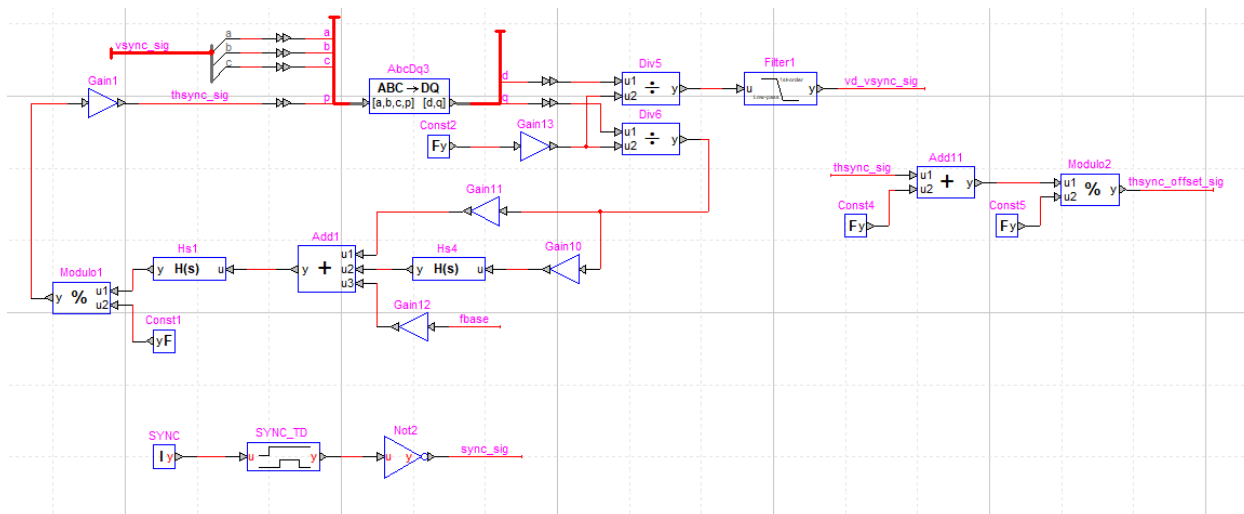 a
vsync_sig
b
c
a
b
c
AbcDq3
ABC → DQ
[a,b,c,p] [d,q]
Gain1
thsync_sig
p
d
q
Div5
u1
u2
÷
y
Filter1
u
y
vd_vsync_sig
Const2
Fy
Gain13
Div6
u1
u2
÷
y
thsync_sig
Add11
u1
u2
+
y
Const4
Fy
Const5
Fy
Modulo2
u1
u2
%
y
thsync_offset_sig
Gain11
Gain10
Hs4
y H(s) u
Add1
y
+
u1
u2
u3
Hs1
y H(s) u
Modulo1
y
%
u1
u2
Const1
yF
Gain12
fbase
SYNC
I y
SYNC_TD
u
y
Not2
u y
sync_sig